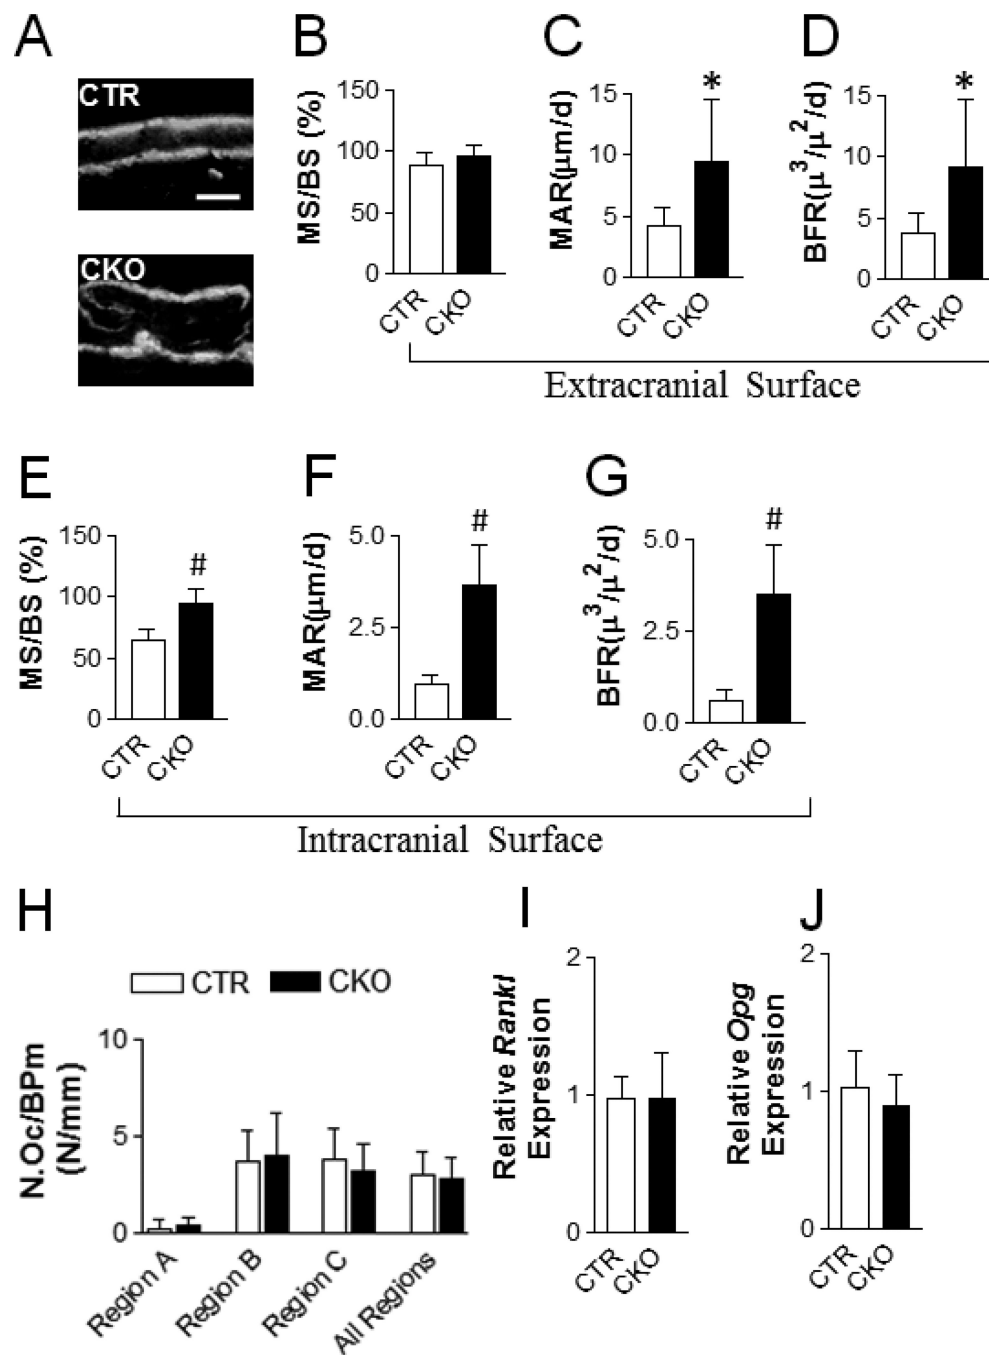 A
B
C
D
CTR
CKO
MS/BS (%)
150
100
50
0
CTR
CKO
MAR(μm/d)
15
10
5
0
*
CTR
CKO
BFR(μ³/μ²/d)
15
10
5
0
*
CTR
CKO
Extracranial Surface
E
F
G
MS/BS (%)
150
100
50
0
#
CTR
CKO
MAR(μm/d)
5.0
2.5
0.0
#
CTR
CKO
BFR(μ³/μ²/d)
5.0
2.5
0.0
#
CTR
CKO
Intracranial Surface
H
I
J
CTR CKO
N.Oc/BPm
(N/mm)
10
5
0
Region A
Region B
Region C
All Regions
Relative Rankl
Expression
2
1
0
CTR
CKO
Relative Opg
Expression
2
1
0
CTR
CKO